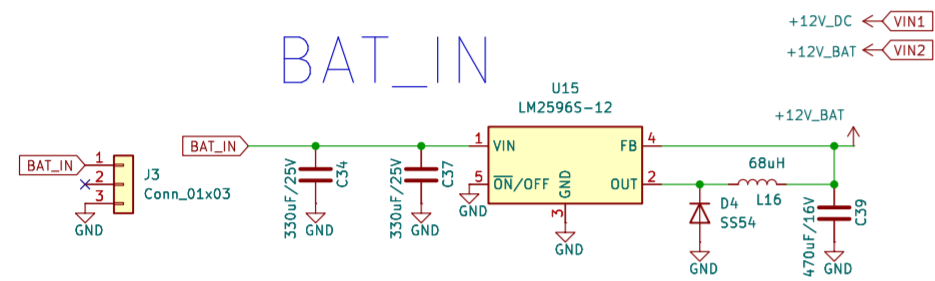 +12V_DC VIN1
BAT_IN
+12V_BAT VIN2
U15
LM2596S-12
+12V_BAT
BAT_IN
1 VIN
FB 4
BAT_IN 1
2
3
J3
Conn_01x03
GND
330uF/25V
C34
GND
330uF/25V
C37
GND
5 ON/OFF
GND
GND
3
GND
OUT 2
68uH
L16
D4
SS54
GND
470uF/16V
C39
GND